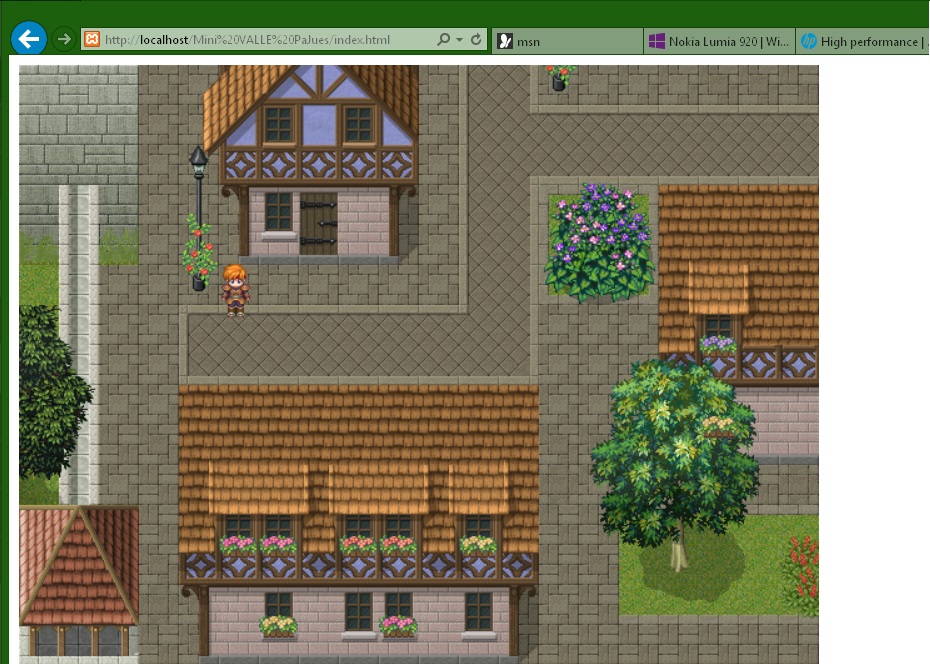 http://localhost/Mini%20VALLE%20PaJues/index.html
msn
Nokia Lumia 920 | Wi...
High performance |